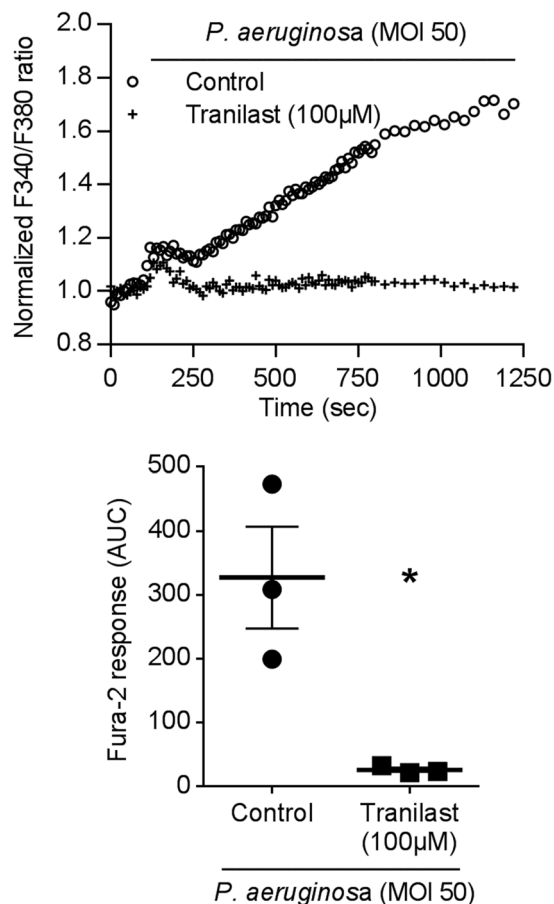 P. aeruginosa (MOI 50)
Control
Tranilast (100µM)
Normalized F340/F380 ratio
2.0
1.8
1.6
1.4
1.2
1.0
0.8
0
250
500
750
1000
1250
Time (sec)
Fura-2 response (AUC)
500
400
300
200
100
0
*
Control
Tranilast
(100µM)
P. aeruginosa (MOI 50)